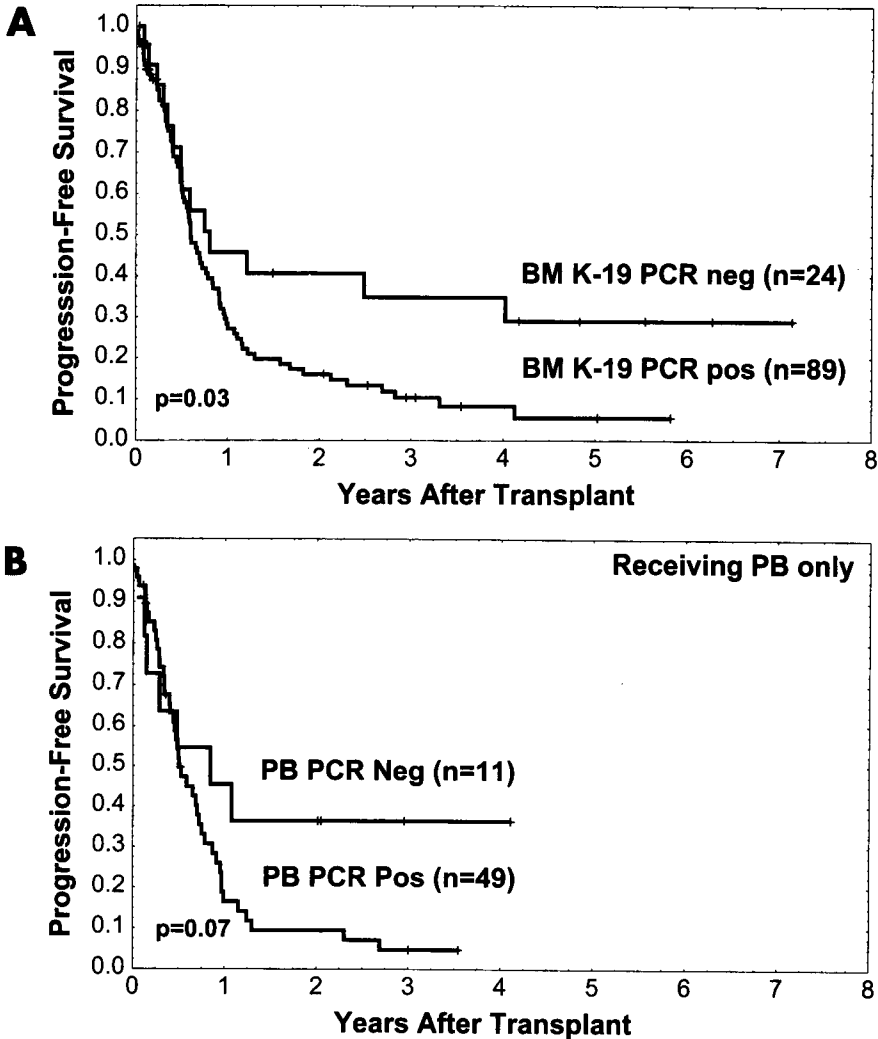 A
Progresssion-Free Survival
1.0
0.9
0.8
0.7
0.6
0.5
0.4
0.3
0.2
0.1
0.0
BM K-19 PCR neg (n=24)
BM K-19 PCR pos (n=89)
p=0.03
0 1 2 3 4 5 6 7 8
Years After Transplant
B
Progression-Free Survival
1.0
0.9
0.8
0.7
0.6
0.5
0.4
0.3
0.2
0.1
0.0
Receiving PB only
PB PCR Neg (n=11)
PB PCR Pos (n=49)
p=0.07
0 1 2 3 4 5 6 7 8
Years After Transplant